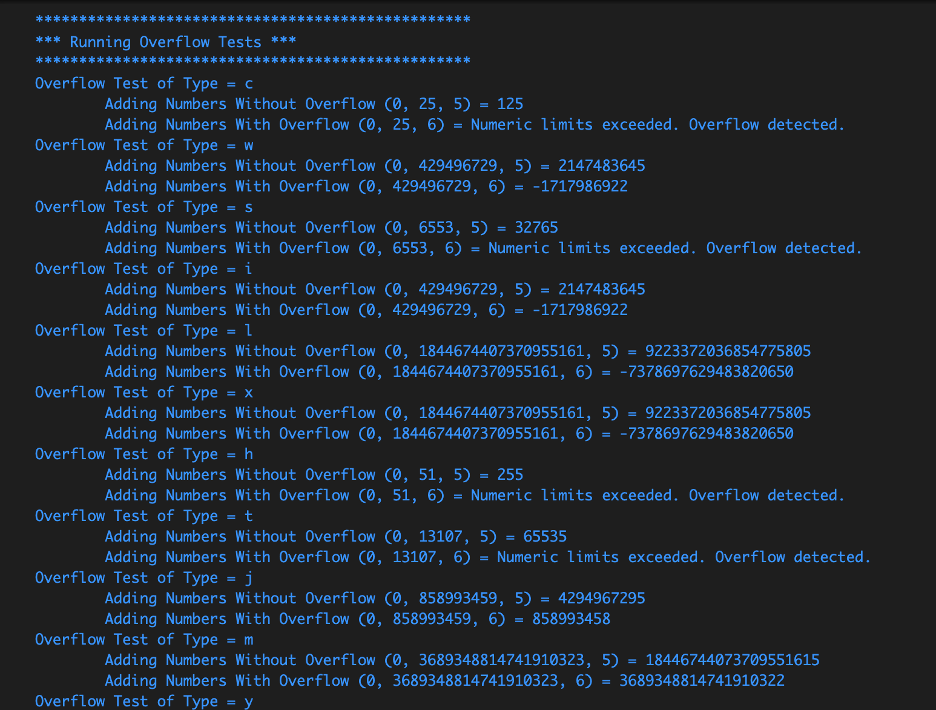 **************************************************
*** Running Overflow Tests ***
**************************************************
Overflow Test of Type = c
Adding Numbers Without Overflow (0, 25, 5) = 125
Adding Numbers With Overflow (0, 25, 6) = Numeric limits exceeded. Overflow detected.
Overflow Test of Type = w
Adding Numbers Without Overflow (0, 429496729, 5) = 2147483645
Adding Numbers With Overflow (0, 429496729, 6) = -1717986922
Overflow Test of Type = s
Adding Numbers Without Overflow (0, 6553, 5) = 32765
Adding Numbers With Overflow (0, 6553, 6) = Numeric limits exceeded. Overflow detected.
Overflow Test of Type = i
Adding Numbers Without Overflow (0, 429496729, 5) = 2147483645
Adding Numbers With Overflow (0, 429496729, 6) = -1717986922
Overflow Test of Type = l
Adding Numbers Without Overflow (0, 1844674407370955161, 5) = 9223372036854775805
Adding Numbers With Overflow (0, 1844674407370955161, 6) = -7378697629483820650
Overflow Test of Type = x
Adding Numbers Without Overflow (0, 1844674407370955161, 5) = 9223372036854775805
Adding Numbers With Overflow (0, 1844674407370955161, 6) = -7378697629483820650
Overflow Test of Type = h
Adding Numbers Without Overflow (0, 51, 5) = 255
Adding Numbers With Overflow (0, 51, 6) = Numeric limits exceeded. Overflow detected.
Overflow Test of Type = t
Adding Numbers Without Overflow (0, 13107, 5) = 65535
Adding Numbers With Overflow (0, 13107, 6) = Numeric limits exceeded. Overflow detected.
Overflow Test of Type = j
Adding Numbers Without Overflow (0, 858993459, 5) = 4294967295
Adding Numbers With Overflow (0, 858993459, 6) = 858993458
Overflow Test of Type = m
Adding Numbers Without Overflow (0, 3689348814741910323, 5) = 18446744073709551615
Adding Numbers With Overflow (0, 3689348814741910323, 6) = 3689348814741910322
Overflow Test of Type = y